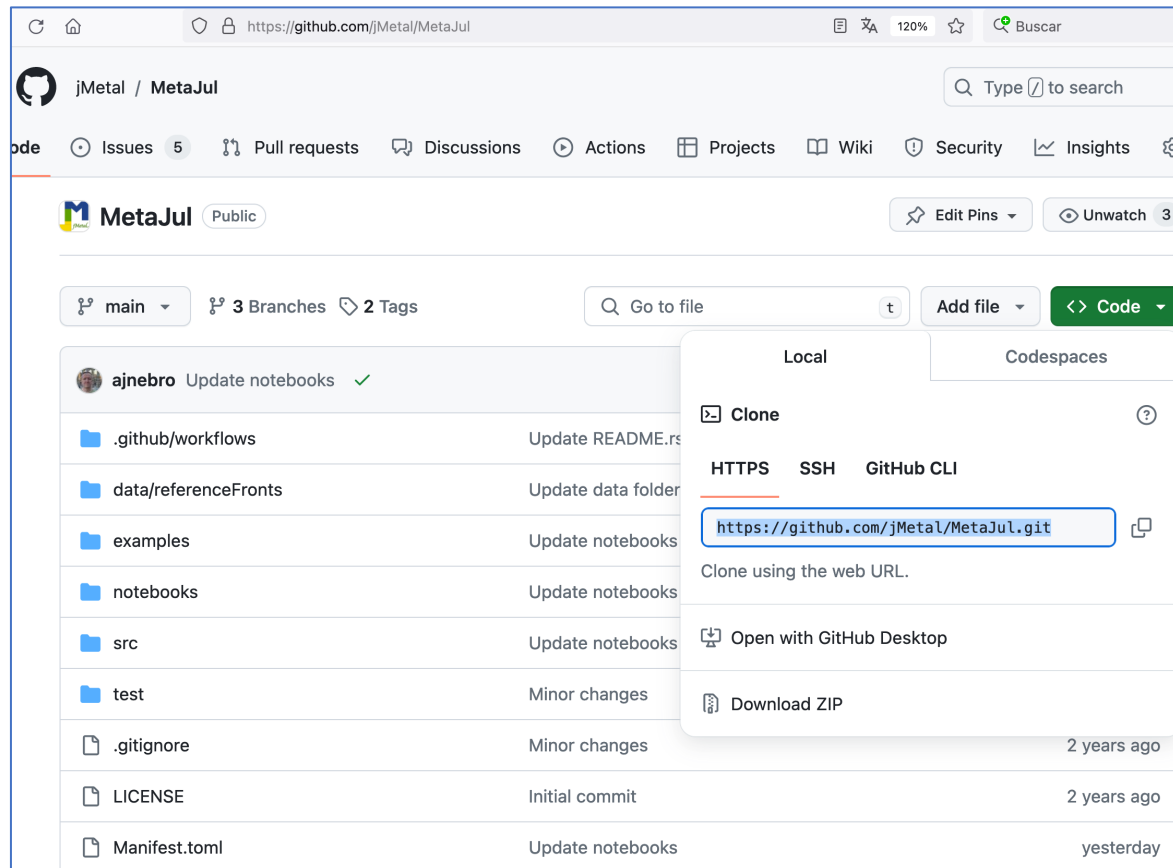 https://github.com/jMetal/MetaJul 120% Buscar
jMetal / MetaJul Type / to search
ode Issues 5 Pull requests Discussions Actions Projects Wiki Security Insights
MetaJul Public Edit Pins Unwatch 3
main 3 Branches 2 Tags Go to file t Add file Code
Local Codespaces
ajnebro Update notebooks
Clone
.github/workflows Update README.rs
HTTPS SSH GitHub CLI
data/referenceFronts Update data folder
https://github.com/jMetal/MetaJul.git
examples Update notebooks
Clone using the web URL.
notebooks Update notebooks
src Update notebooks
Open with GitHub Desktop
test Minor changes
Download ZIP
.gitignore Minor changes 2 years ago
LICENSE Initial commit 2 years ago
Manifest.toml Update notebooks yesterday